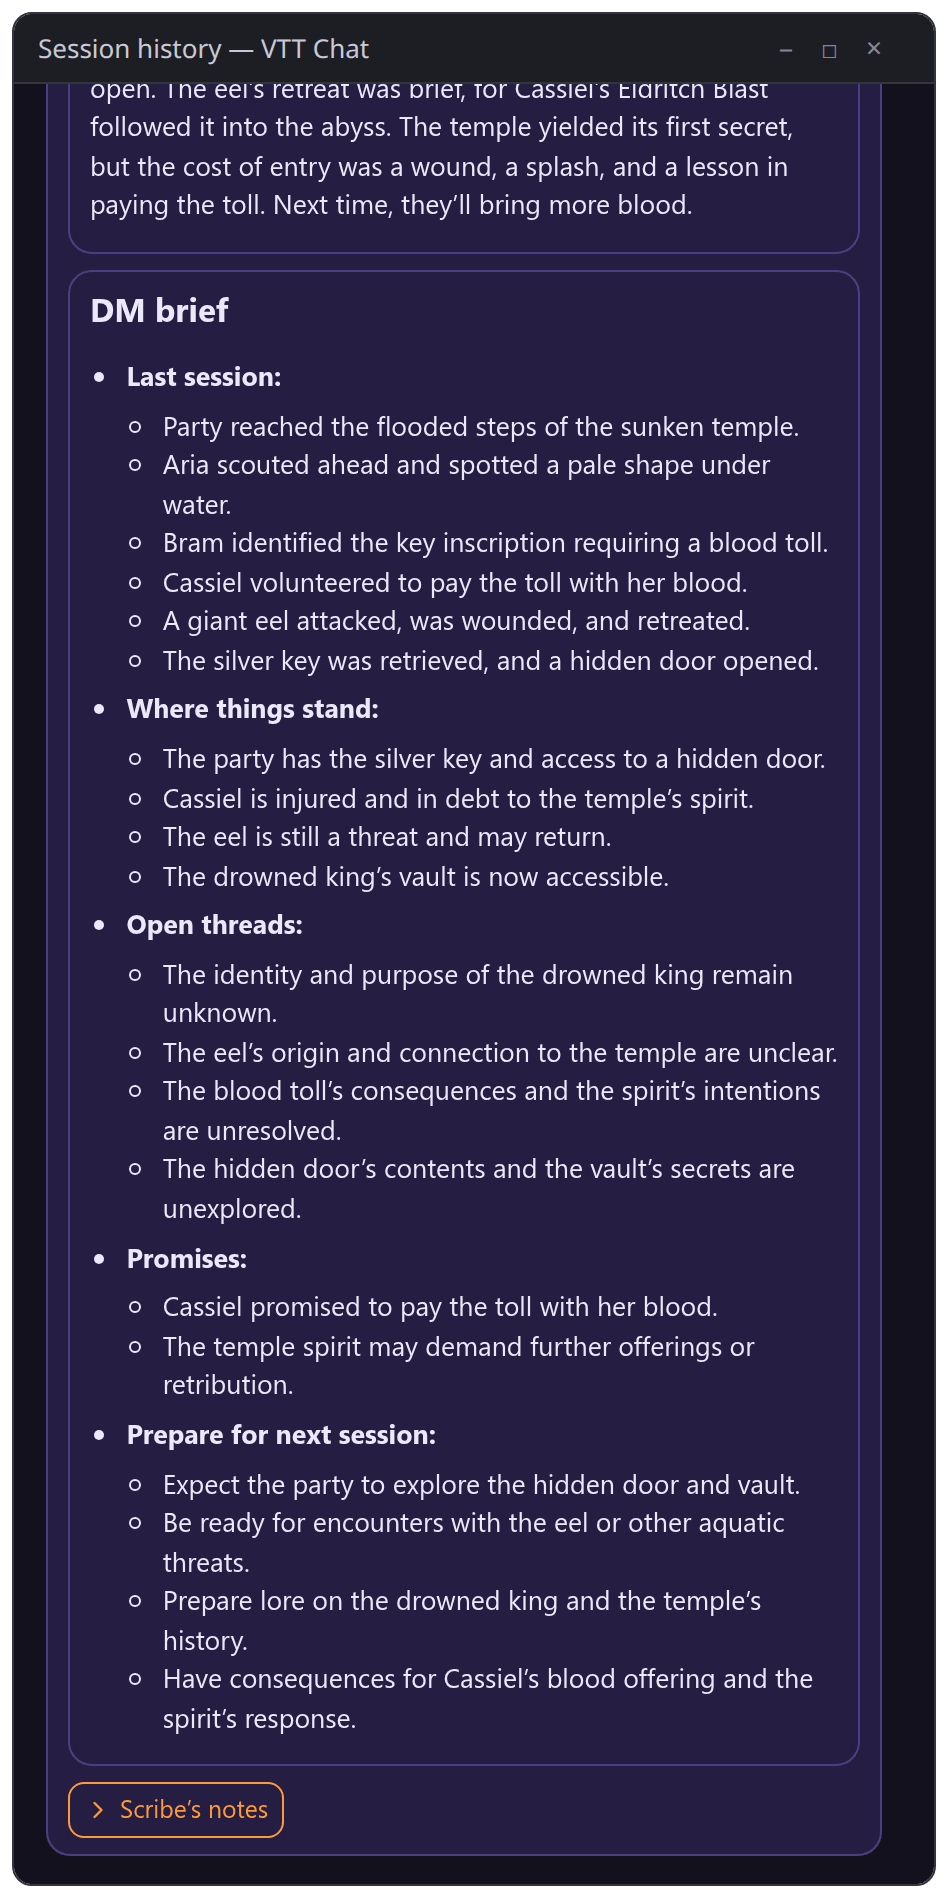 Session history — VTT Chat
open. The eel's retreat was brief, for Cassiel's Eldritch Blast
followed it into the abyss. The temple yielded its first secret,
but the cost of entry was a wound, a splash, and a lesson in
paying the toll. Next time, they’ll bring more blood.
DM brief
Last session:
Party reached the flooded steps of the sunken temple.
Aria scouted ahead and spotted a pale shape under
water.
Bram identified the key inscription requiring a blood toll.
Cassiel volunteered to pay the toll with her blood.
A giant eel attacked, was wounded, and retreated.
The silver key was retrieved, and a hidden door opened.
Where things stand:
The party has the silver key and access to a hidden door.
Cassiel is injured and in debt to the temple’s spirit.
The eel is still a threat and may return.
The drowned king’s vault is now accessible.
Open threads:
The identity and purpose of the drowned king remain
unknown.
The eel’s origin and connection to the temple are unclear.
The blood toll’s consequences and the spirit’s intentions
are unresolved.
The hidden door’s contents and the vault’s secrets are
unexplored.
Promises:
Cassiel promised to pay the toll with her blood.
The temple spirit may demand further offerings or
retribution.
Prepare for next session:
Expect the party to explore the hidden door and vault.
Be ready for encounters with the eel or other aquatic
threats.
Prepare lore on the drowned king and the temple’s
history.
Have consequences for Cassiel’s blood offering and the
spirit’s response.
Scribe’s notes